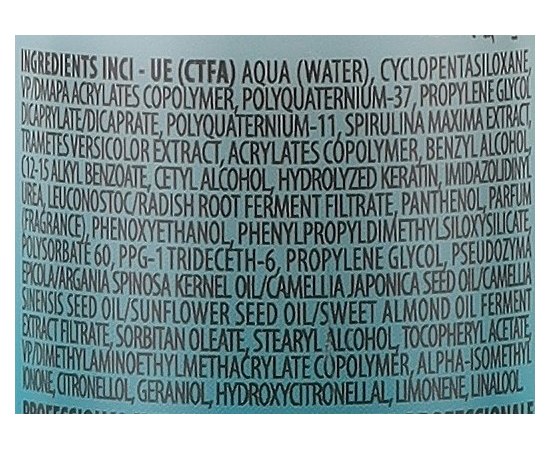 INGREDIENTS INCI - UE (CTFA) AQUA (WATER), CYCLOPENTASILOXANE,
VP/DMAPA ACRYLATES COPOLYMER, POLYQUATERNIUM-37, PROPYLENE GLYCOL
DICAPRYLATE/DICAPRATE, POLYQUATERNIUM-11, SPIRULINA MAXIMA EXTRACT,
TRAMETES VERSICOLOR EXTRACT, ACRYLATES COPOLYMER, BENZYL ALCOHOL,
C12-15 ALKYL BENZOATE, CETYL ALCOHOL, HYDROLYZED KERATIN, IMIDAZOLIDINYL
UREA, LEUCONOSTOC/RADISH ROOT FERMENT FILTRATE, PANTHENOL, PARFUM
(FRAGRANCE), PHENOXYETHANOL, PHENYLPROPYLDIMETHYLSILOXYSILICATE,
POLYSORBATE 60, PPG-1 TRIDECETH-6, PROPYLENE GLYCOL, PSEUDOZYMA
EPICOLA/ARGANIA SPINOSA KERNEL OIL/CAMELLIA JAPONICA SEED OIL/CAMELLIA
SINENSIS SEED OIL/SUNFLOWER SEED OIL/SWEET ALMOND OIL FERMENT
EXTRACT FILTRATE, SORBITAN OLEATE, STEARYL ALCOHOL, TOCOPHERYL ACETATE,
VP/DIMETHYLAMINOETHYLMETHACRYLATE COPOLYMER, ALPHA-ISOMETHYL
IONONE, CITRONELLOL, GERANIOL, HYDROXYCITRONELLAL, LIMONENE, LINALOOL.